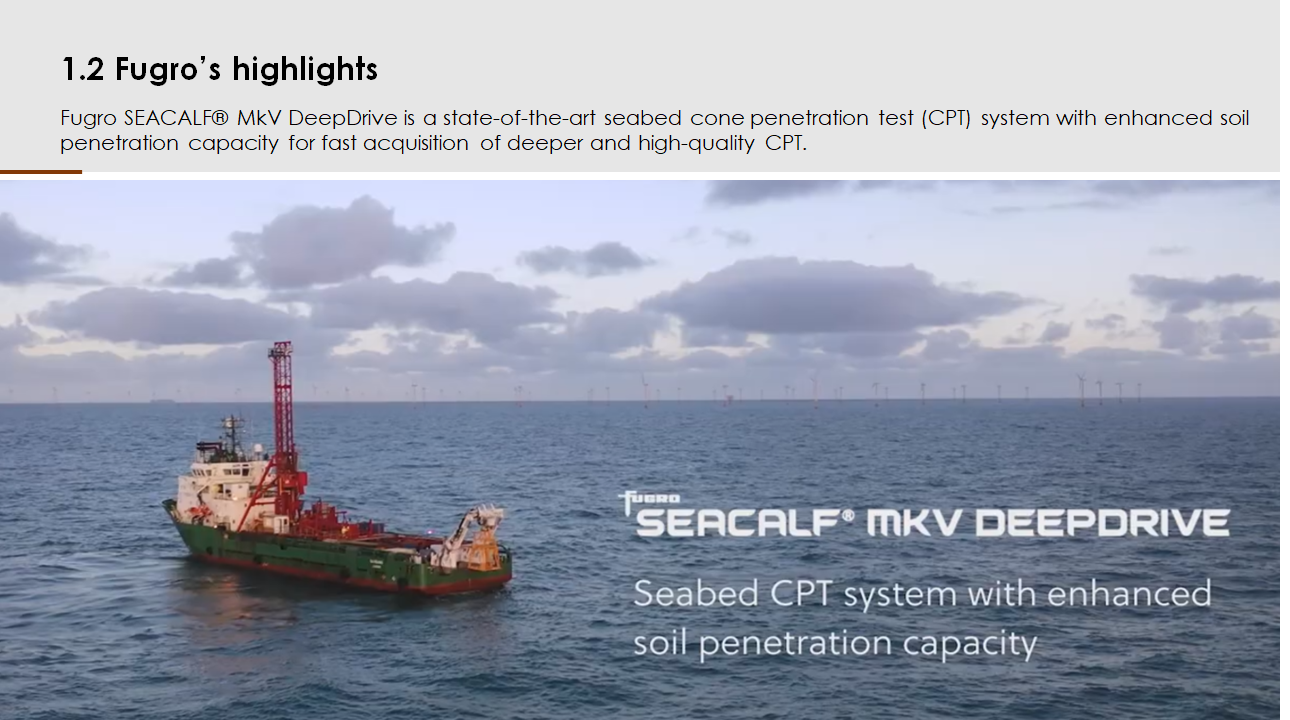 1.2 Fugro’s highlights
Fugro SEACALF® MkV DeepDrive is a state-of-the-art seabed cone penetration test (CPT) system with enhanced soil
penetration capacity for fast acquisition of deeper and high-quality CPT.
fugro
SEACALF® MKV DEEPDRIVE
Seabed CPT system with enhanced
soil penetration capacity